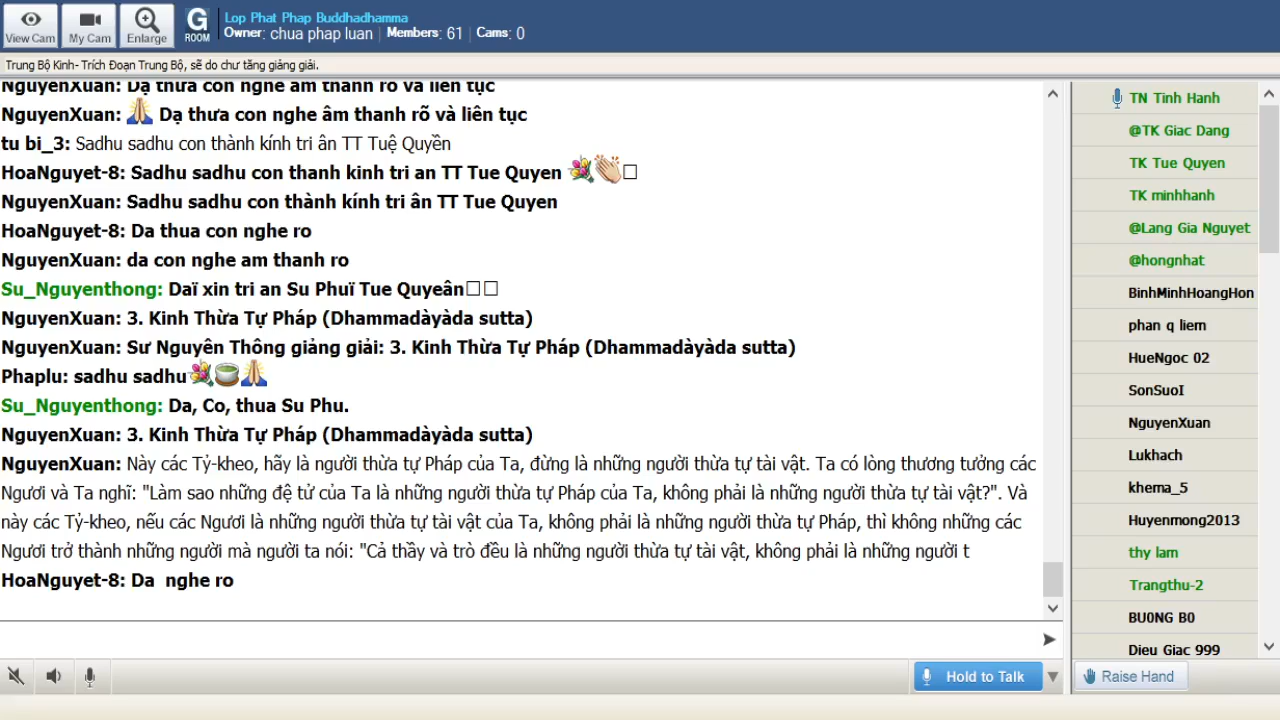 View Cam
My Cam
Enlarge
G
ROOM
Lop Phat Phap Buddhadhamma
Owner: chua phap luan | Members: 61 | Cams: 0
Trung Bộ Kinh- Trích Đoạn Trung Bộ, sẽ do chư tăng giảng giải.
NguyenXuan: Dạ thưa con nghe âm thanh rõ và liên tục
NguyenXuan: 🙏 Dạ thưa con nghe âm thanh rõ và liên tục
tu bi_3: Sadhu sadhu con thành kính tri ân TT Tuệ Quyền
HoaNguyet-8: Sadhu sadhu con thanh kinh tri an TT Tue Quyen 💐👏□
NguyenXuan: Sadhu sadhu con thành kính tri ân TT Tue Quyen
HoaNguyet-8: Da thua con nghe ro
NguyenXuan: da con nghe am thanh ro
Su_Nguyenthong: Daï xin tri an Su Phuï Tue Quyeân□□
NguyenXuan: 3. Kinh Thừa Tự Pháp (Dhammadàyàda sutta)
NguyenXuan: Sư Nguyên Thông giảng giải: 3. Kinh Thừa Tự Pháp (Dhammadàyàda sutta)
Phaplu: sadhu sadhu💐🍵🙏
Su_Nguyenthong: Da, Co, thua Su Phu.
NguyenXuan: 3. Kinh Thừa Tự Pháp (Dhammadàyàda sutta)
NguyenXuan: Này các Tỷ-kheo, hãy là người thừa tự Pháp của Ta, đừng là những người thừa tự tài vật. Ta có lòng thương tưởng các
Ngươi và Ta nghĩ: "Làm sao những đệ tử của Ta là những người thừa tự Pháp của Ta, không phải là những người thừa tự tài vật?". Và
này các Tỷ-kheo, nếu các Ngươi là những người thừa tự tài vật của Ta, không phải là những người thừa tự Pháp, thì không những các
Ngươi trở thành những người mà người ta nói: "Cả thầy và trò đều là những người thừa tự tài vật, không phải là những người t
HoaNguyet-8: Da  nghe ro
TN Tinh Hanh
@TK Giac Dang
TK Tue Quyen
TK minhhanh
@Lang Gia Nguyet
@hongnhat
BinhMinhHoangHon
phan q liem
HueNgoc 02
SonSuoI
NguyenXuan
Lukhach
khema_5
Huyenmong2013
thy lam
Trangthu-2
BU0NG B0
Dieu Giac 999
Hold to Talk
Raise Hand